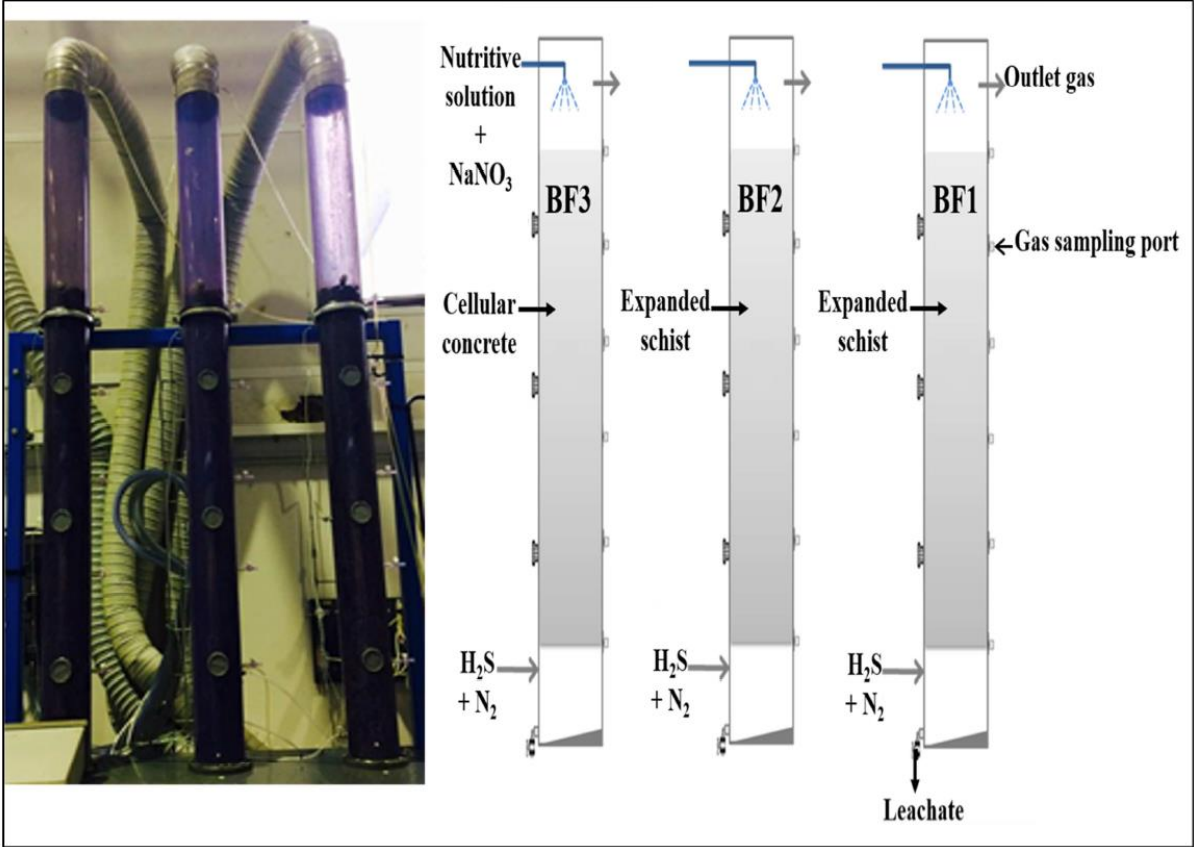 Nutritive
solution
+
NaNO₃
BF3
Cellular
concrete
H₂S
+ N₂
BF2
Expanded
schist
H₂S
+ N₂
BF1
Outlet gas
Gas sampling port
Expanded
schist
H₂S
+ N₂
Leachate